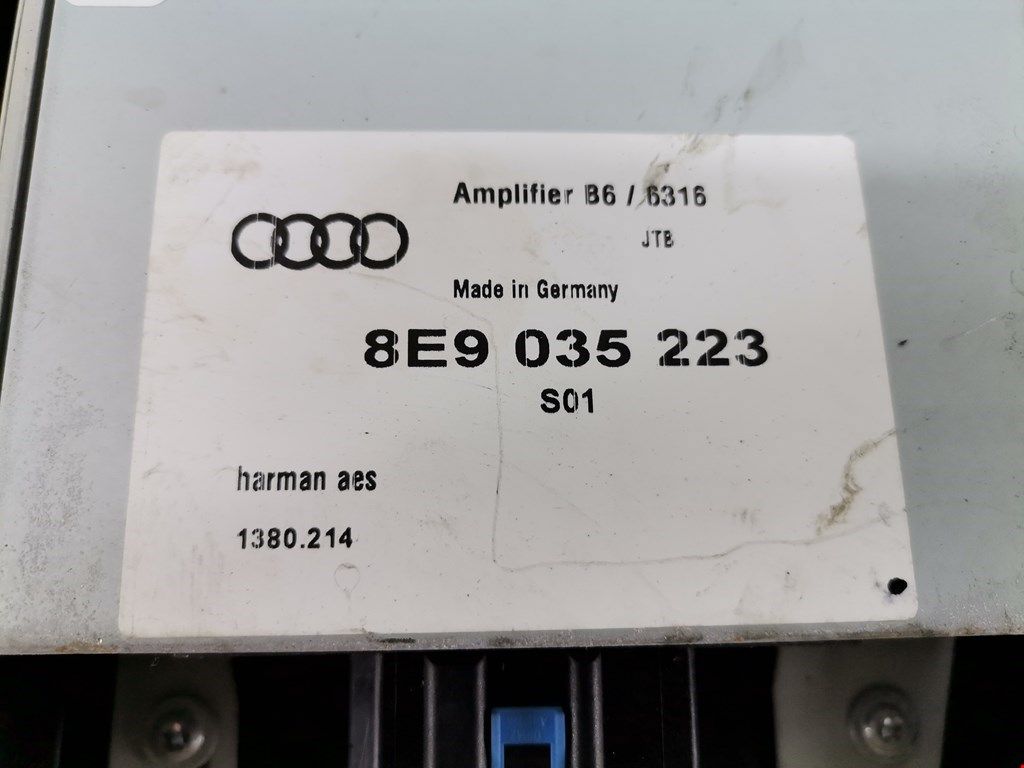 Amplifier B6 / 6316
JTB
Made in Germany
8E9 035 223
S01
harman aes
1380.214